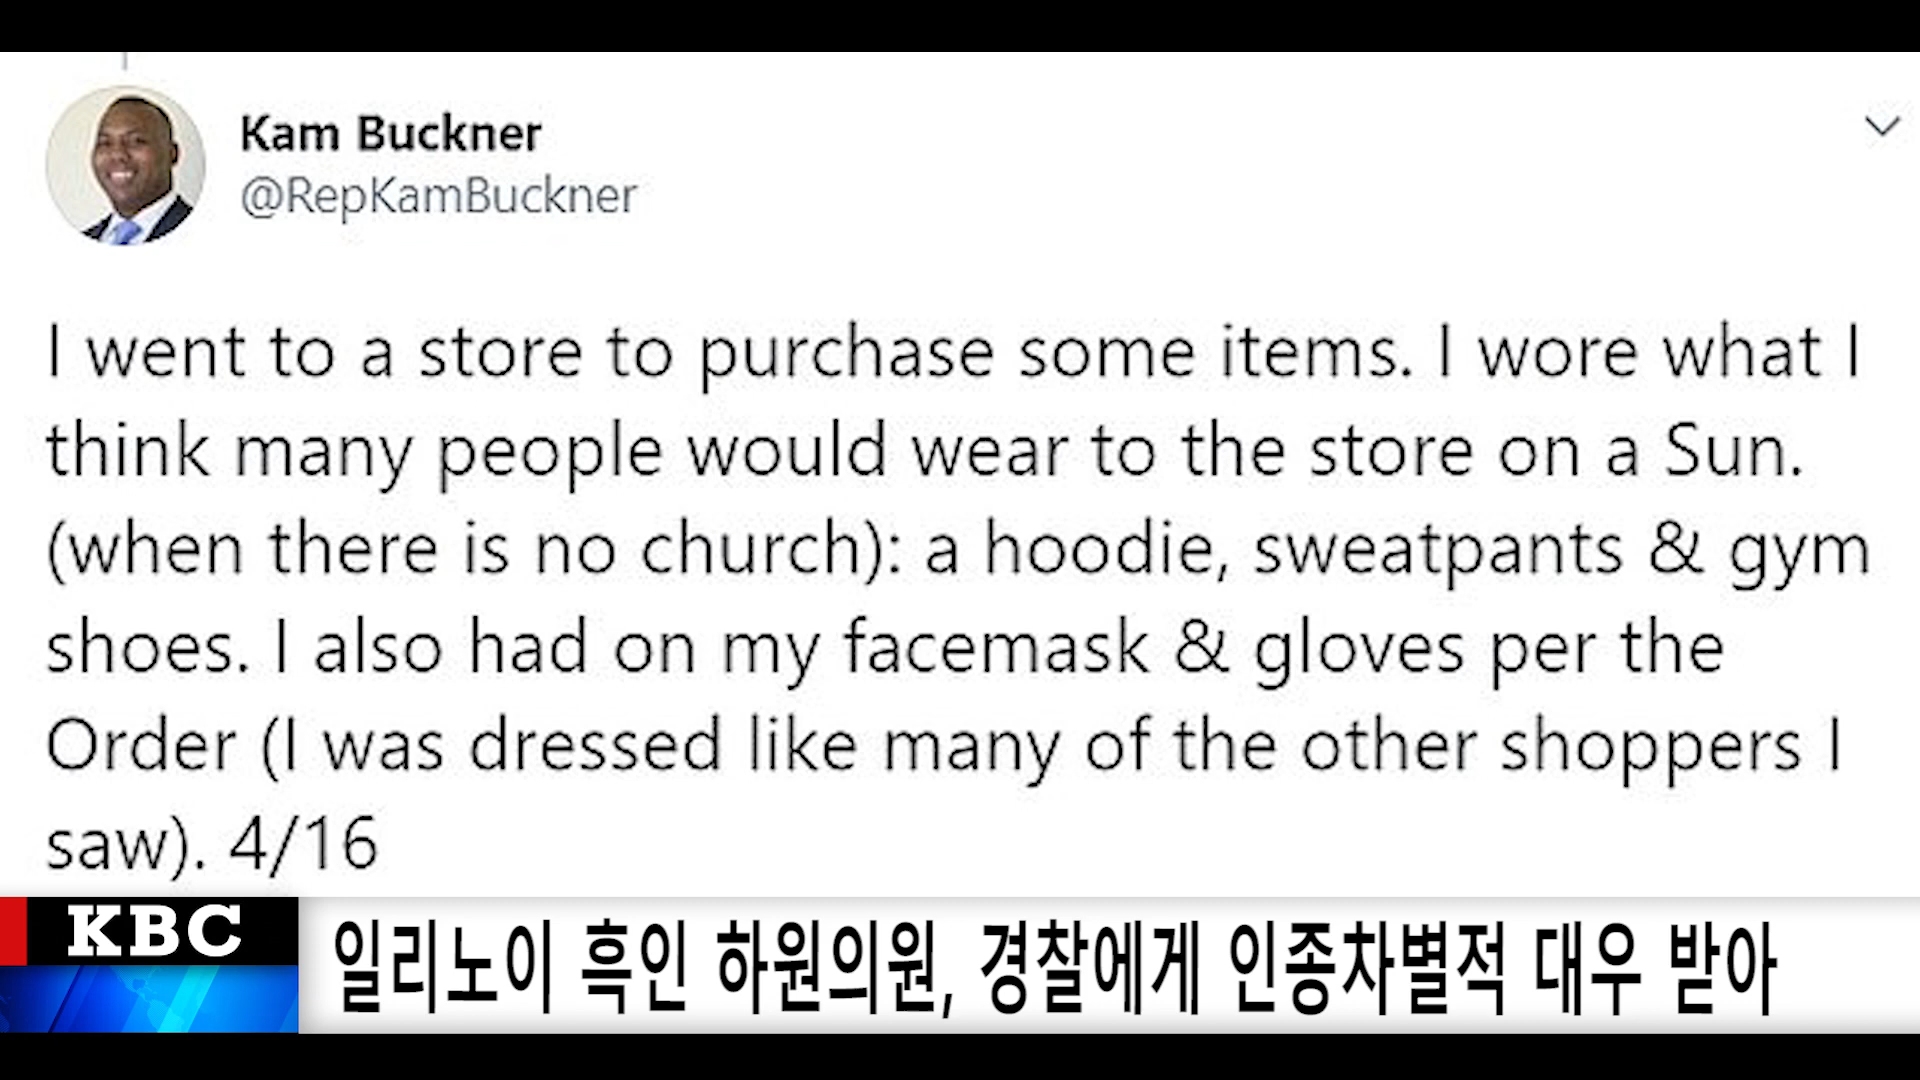 Kam Buckner
@RepKamBuckner
I went to a store to purchase some items. I wore what I
think many people would wear to the store on a Sun.
(when there is no church): a hoodie, sweatpants & gym
shoes. I also had on my facemask & gloves per the
Order (I was dressed like many of the other shoppers I
saw). 4/16
KBC
일리노이 흑인 하원의원, 경찰에게 인종차별적 대우 받아